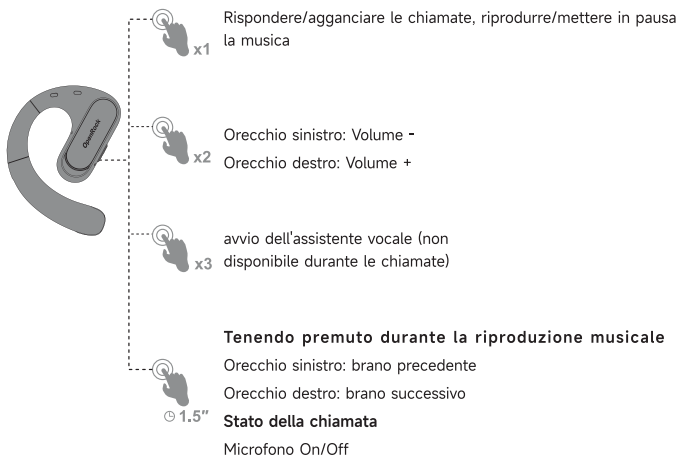 Rispondere/agganciare le chiamate, riprodurre/mettere in pausa
la musica
x1
OpenRock
Orecchio sinistro: Volume -
Orecchio destro: Volume +
x2
avvio dell'assistente vocale (non
disponibile durante le chiamate)
x3
Tenendo premuto durante la riproduzione musicale
Orecchio sinistro: brano precedente
Orecchio destro: brano successivo
1.5"
Stato della chiamata
Microfono On/Off